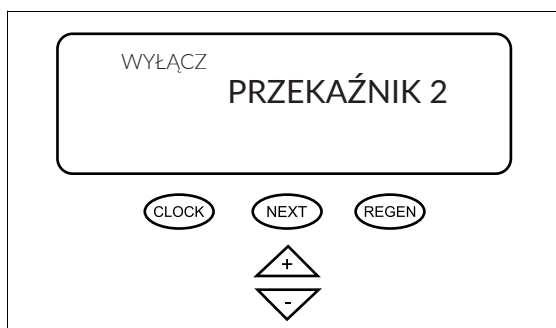 WYŁĄCZ
PRZEKAŹNIK 2
CLOCK NEXT REGEN
+
-